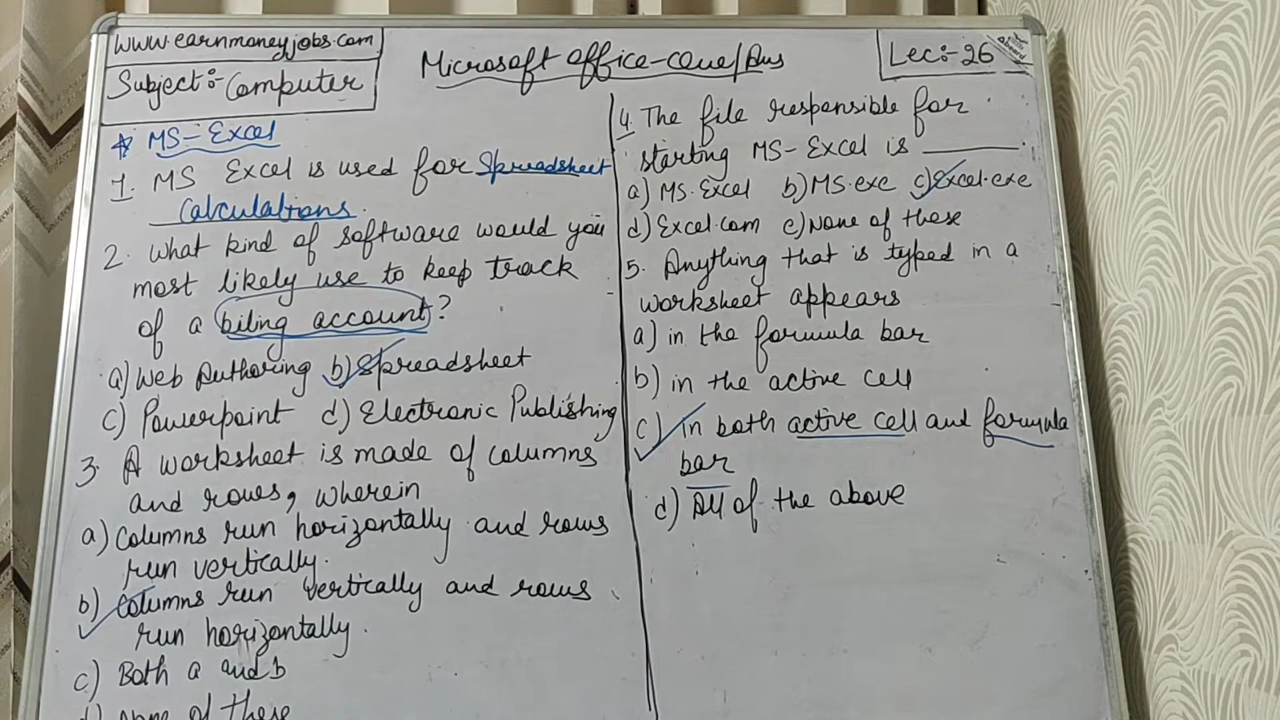 www.earnmoneyjobs.com
Subject:- Computer
Microsoft Office-
Lec:- 26
* MS-Excel
1. MS Excel is used for Spreadsheet
Calculations.
2. What kind of software would you
most likely use to keep track
of a biling account?
a) Web Authoring b) Spreadsheet
c) Powerpoint d) Electronic Publishing
3. A worksheet is made of columns
and rows, wherein
a) Columns run horizontally and rows
run vertically.
b) Columns run vertically and rows
run horizontally.
c) Both a and b
d) None of these
4. The file responsible for
starting MS-Excel is ______.
a) MS.Excel b) MS.exe c) Excel.exe
d) Excel.com e) None of these
5. Anything that is typed in a
worksheet appears
a) in the formula bar
b) in the active cell
c) in both active cell and formula
bar
d) All of the above